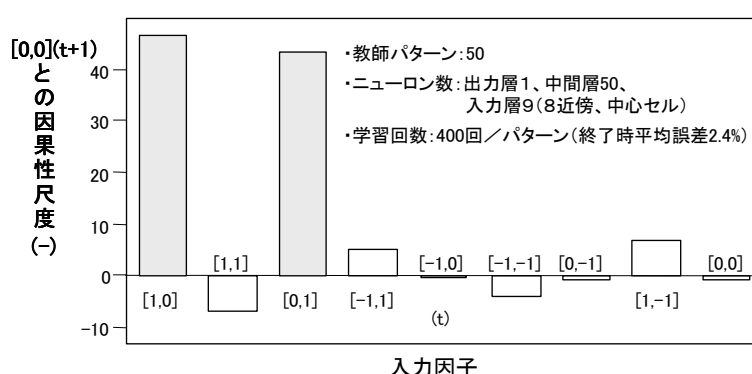 [0,0](t+1)
との因果性尺度
(-)
・教師パターン:50
・ニューロン数:出力層1、中間層50、
入力層9(8近傍、中心セル)
・学習回数:400回/パターン(終了時平均誤差2.4%)
40
30
20
10
0
-10
[1,0]
[1,1]
[0,1]
[-1,1]
[-1,0]
[-1,-1]
[0,-1]
[1,-1]
[0,0]
(t)
入力因子